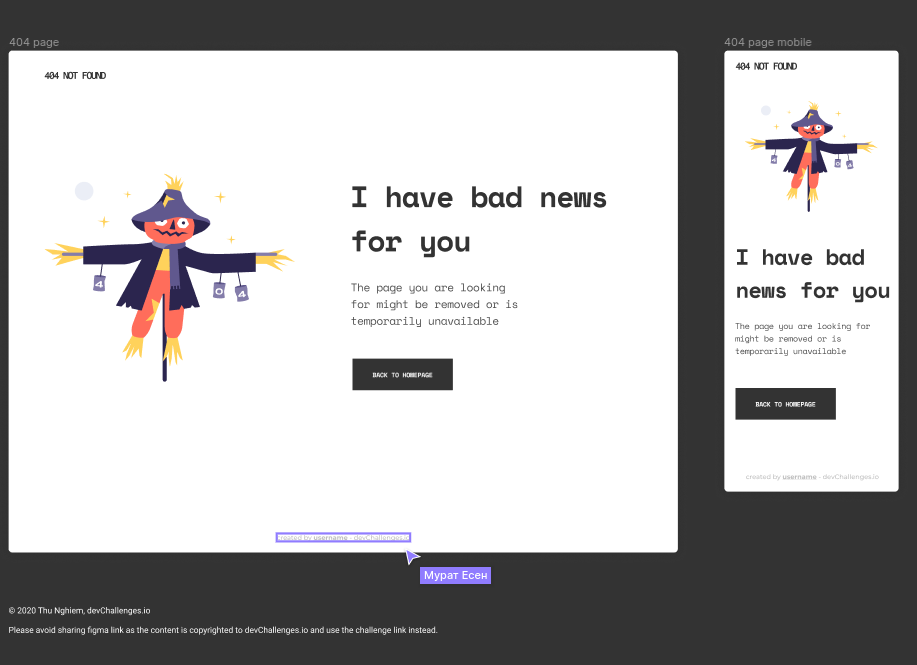 404 page
404 NOT FOUND
4
0
4
I have bad news
for you
The page you are looking
for might be removed or is
temporarily unavailable
BACK TO HOMEPAGE
created by username - devChallenges.io
Мурат Есен
404 page mobile
404 NOT FOUND
4
0
4
I have bad
news for you
The page you are looking for
might be removed or is
temporarily unavailable
BACK TO HOMEPAGE
created by username - devChallenges.io
© 2020 Thu Nghiem, devChallenges.io
Please avoid sharing figma link as the content is copyrighted to devChallenges.io and use the challenge link instead.